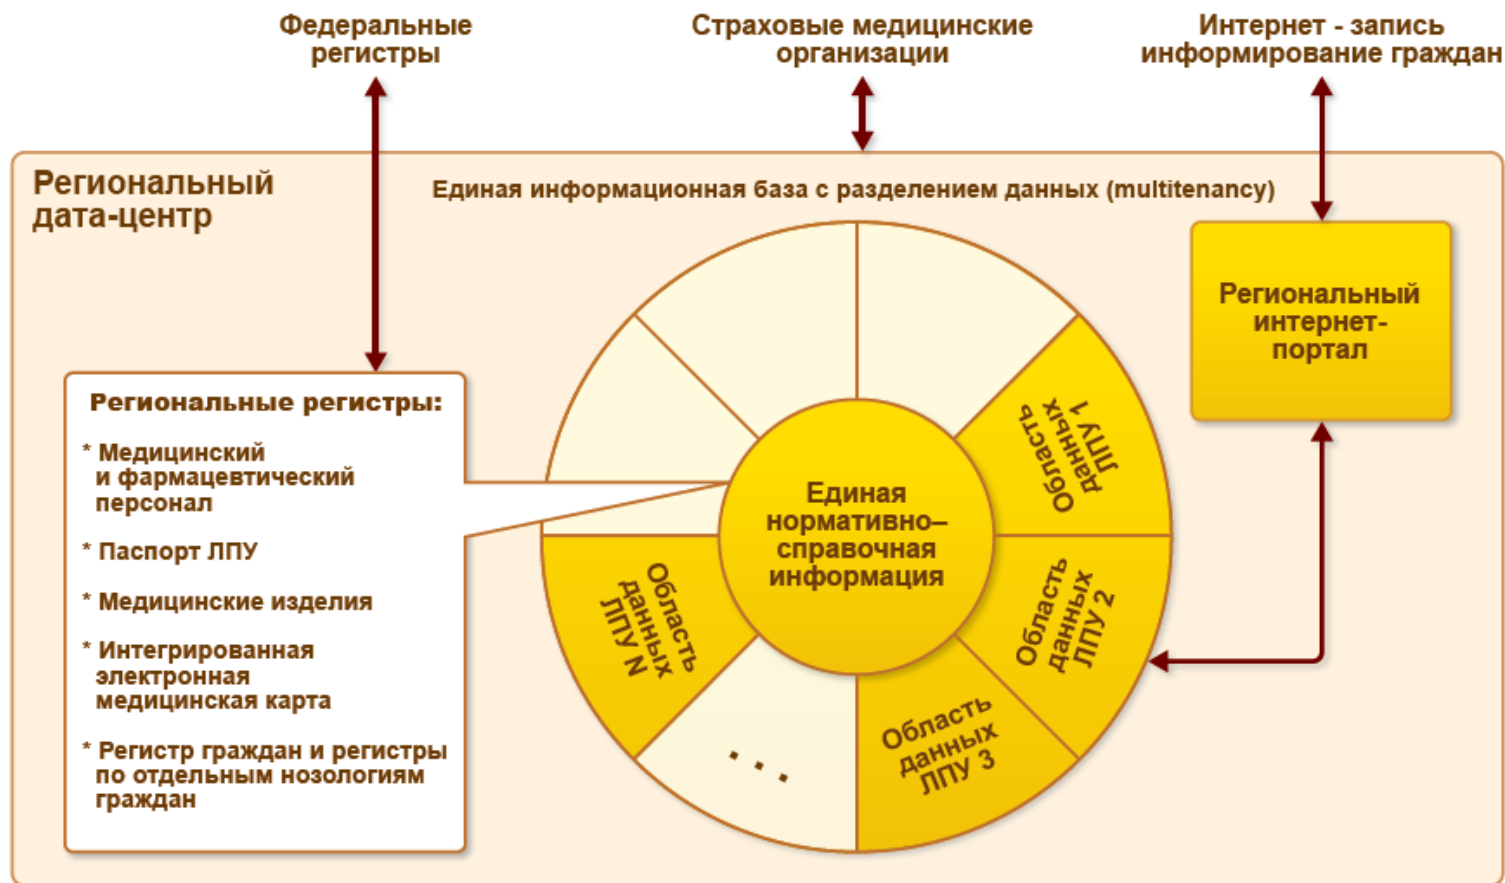 Федеральные
регистры
Страховые медицинские
организации
Интернет - запись
информирование граждан
Региональный
дата-центр
Единая информационная база с разделением данных (multitenancy)
Региональный
интернет-
портал
Региональные регистры:
* Медицинский
и фармацевтический
персонал
* Паспорт ЛПУ
* Медицинские изделия
* Интегрированная
электронная
медицинская карта
* Регистр граждан и регистры
по отдельным нозологиям
граждан
Единая
нормативно–
справочная
информация
Область
данных
ЛПУ 1
Область
данных
ЛПУ 2
Область
данных
ЛПУ 3
. . .
Область
данных
ЛПУ N